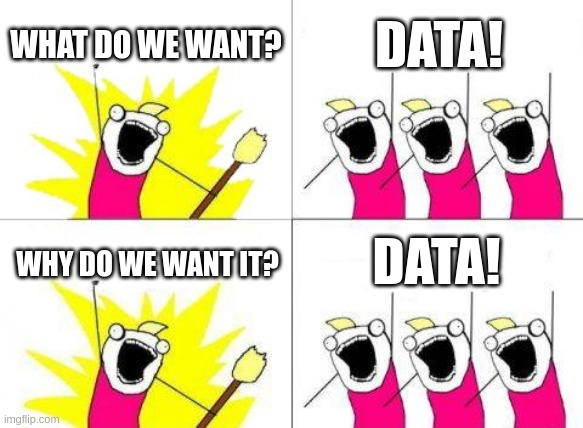 WHAT DO WE WANT?
DATA!
WHY DO WE WANT IT?
DATA!
imgflip.com